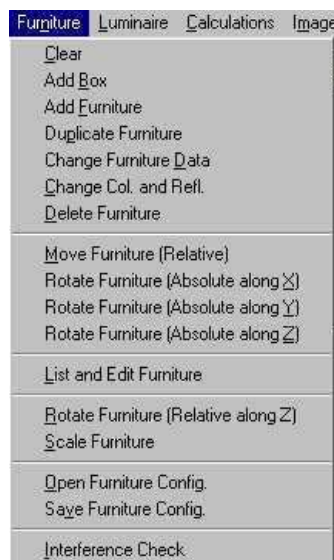 Furniture Luminaire Calculations Image
Clear
Add Box
Add Furniture
Duplicate Furniture
Change Furniture Data
Change Col. and Refl.
Delete Furniture
Move Furniture (Relative)
Rotate Furniture (Absolute along X)
Rotate Furniture (Absolute along Y)
Rotate Furniture (Absolute along Z)
List and Edit Furniture
Rotate Furniture (Relative along Z)
Scale Furniture
Open Furniture Config.
Save Furniture Config.
Interference Check